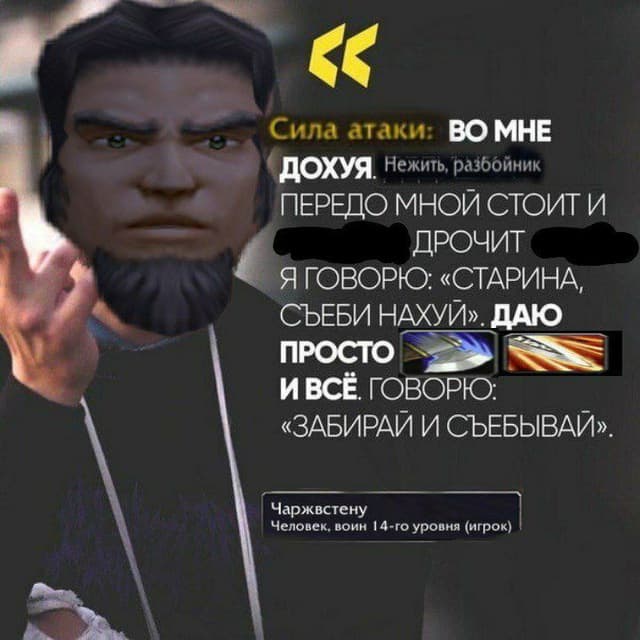 Сила атаки: ВО МНЕ
ДОХУЯ. Нежить, разбойник
ПЕРЕДО МНОЙ СТОИТ И
ДРОЧИТ
Я ГОВОРЮ: «СТАРИНА,
СЪЕБИ НАХУЙ». ДАЮ
ПРОСТО
И ВСЁ. ГОВОРЮ:
«ЗАБИРАЙ И СЪЕБЫВАЙ».
Чаржвстену
Человек, воин 14-го уровня (игрок)